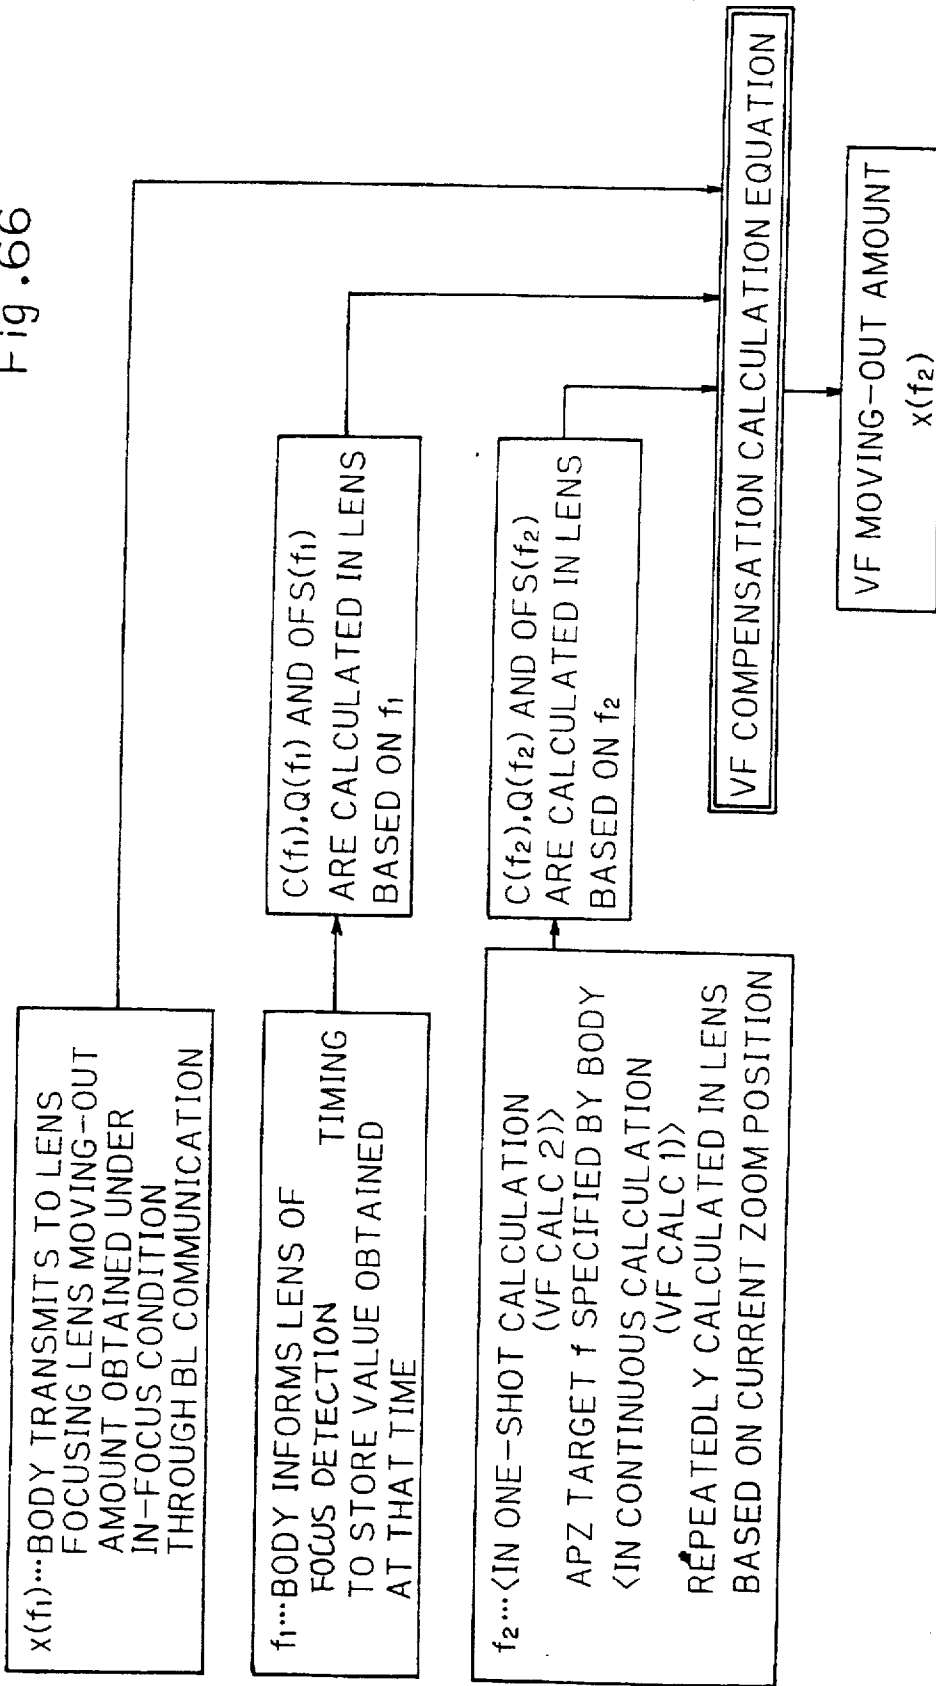 Fig.66
x(f1)···BODY TRANSMITS TO LENS
FOCUSING LENS MOVING-OUT
AMOUNT OBTAINED UNDER
IN-FOCUS CONDITION
THROUGH BL COMMUNICATION
f1···BODY INFORMS LENS OF
FOCUS DETECTION TIMING
TO STORE VALUE OBTAINED
AT THAT TIME
C(f1),Q(f1) AND OFS(f1)
ARE CALCULATED IN LENS
BASED ON f1
f2···〈IN ONE-SHOT CALCULATION
(VF CALC 2)〉
APZ TARGET f SPECIFIED BY BODY
〈IN CONTINUOUS CALCULATION
(VF CALC 1)〉
REPEATEDLY CALCULATED IN LENS
BASED ON CURRENT ZOOM POSITION
C(f2),Q(f2) AND OFS(f2)
ARE CALCULATED IN LENS
BASED ON f2
VF COMPENSATION CALCULATION EQUATION
VF MOVING-OUT AMOUNT
x(f2)